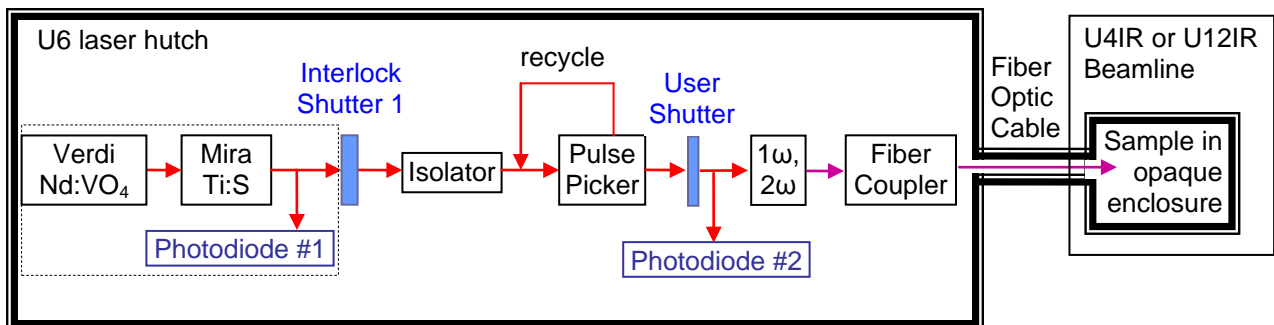 U6 laser hutch
Interlock
Shutter 1
recycle
User
Shutter
Verdi
Nd:VO₄
Mira
Ti:S
Isolator
Pulse
Picker
1ω,
2ω
Fiber
Coupler
Photodiode #1
Photodiode #2
Fiber
Optic
Cable
U4IR or U12IR
Beamline
Sample in
opaque
enclosure